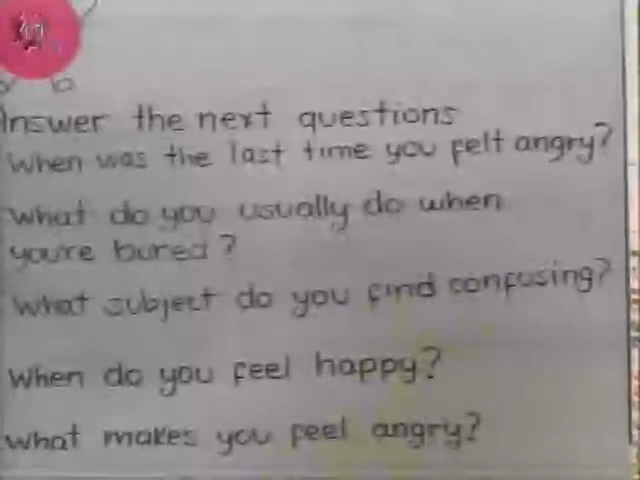 Answer the next questions
When was the last time you felt angry?
What do you usually do when
you're bored?
What subject do you find confusing?
When do you feel happy?
What makes you feel angry?